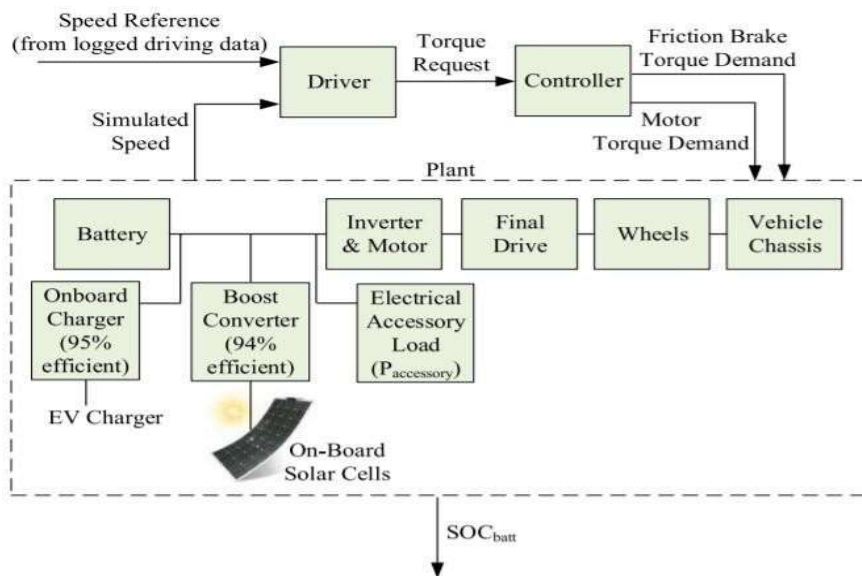 Speed Reference
(from logged driving data)
Driver
Torque
Request
Controller
Friction Brake
Torque Demand
Simulated
Speed
Motor
Torque Demand
Plant
Battery
Inverter
& Motor
Final
Drive
Wheels
Vehicle
Chassis
Onboard
Charger
(95%
efficient)
Boost
Converter
(94%
efficient)
Electrical
Accessory
Load
(Paccessory)
EV Charger
On-Board
Solar Cells
SOCbatt